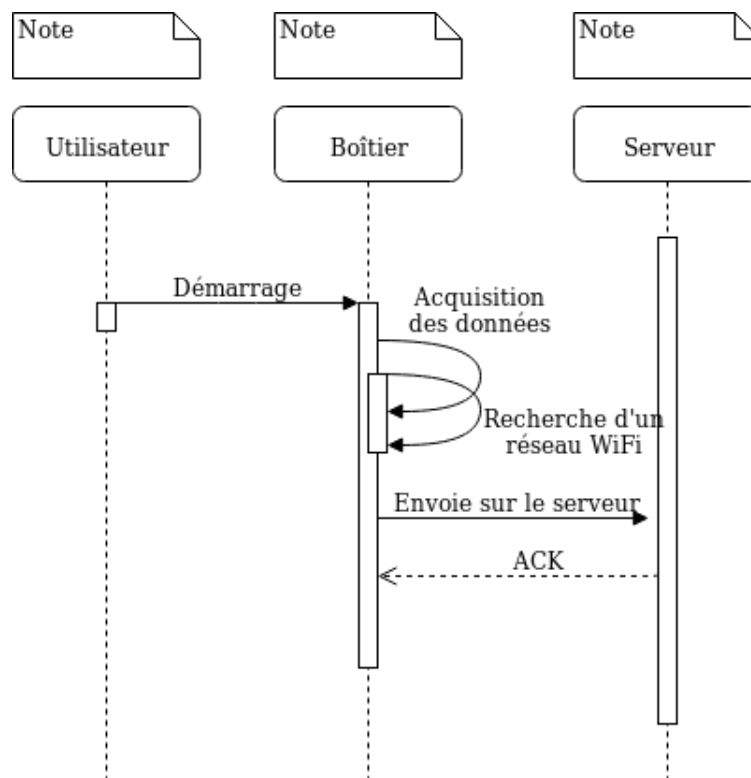 Note
Note
Note
Utilisateur
Boîtier
Serveur
Démarrage
Acquisition
des données
Recherche d'un
réseau WiFi
Envoie sur le serveur
ACK